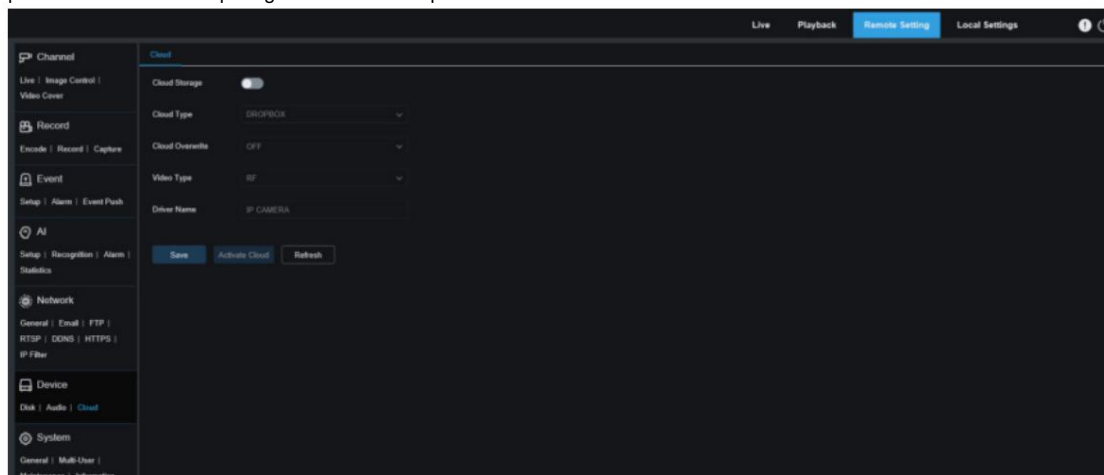 Live Playback Remote Setting Local Settings
Channel
Live | Image Control |
Video Cover
Record
Encode | Record | Capture
Event
Setup | Alarm | Event Push
AI
Setup | Recognition | Alarm |
Statistics
Network
General | Email | FTP |
RTSP | DDNS | HTTPS |
IP Filter
Device
Disk | Audio | Cloud
System
General | Multi-User |
Cloud
Cloud Storage
Cloud Type DROPBOX
Cloud Overwrite OFF
Video Type RF
Driver Name IP CAMERA
Save Activate Cloud Refresh